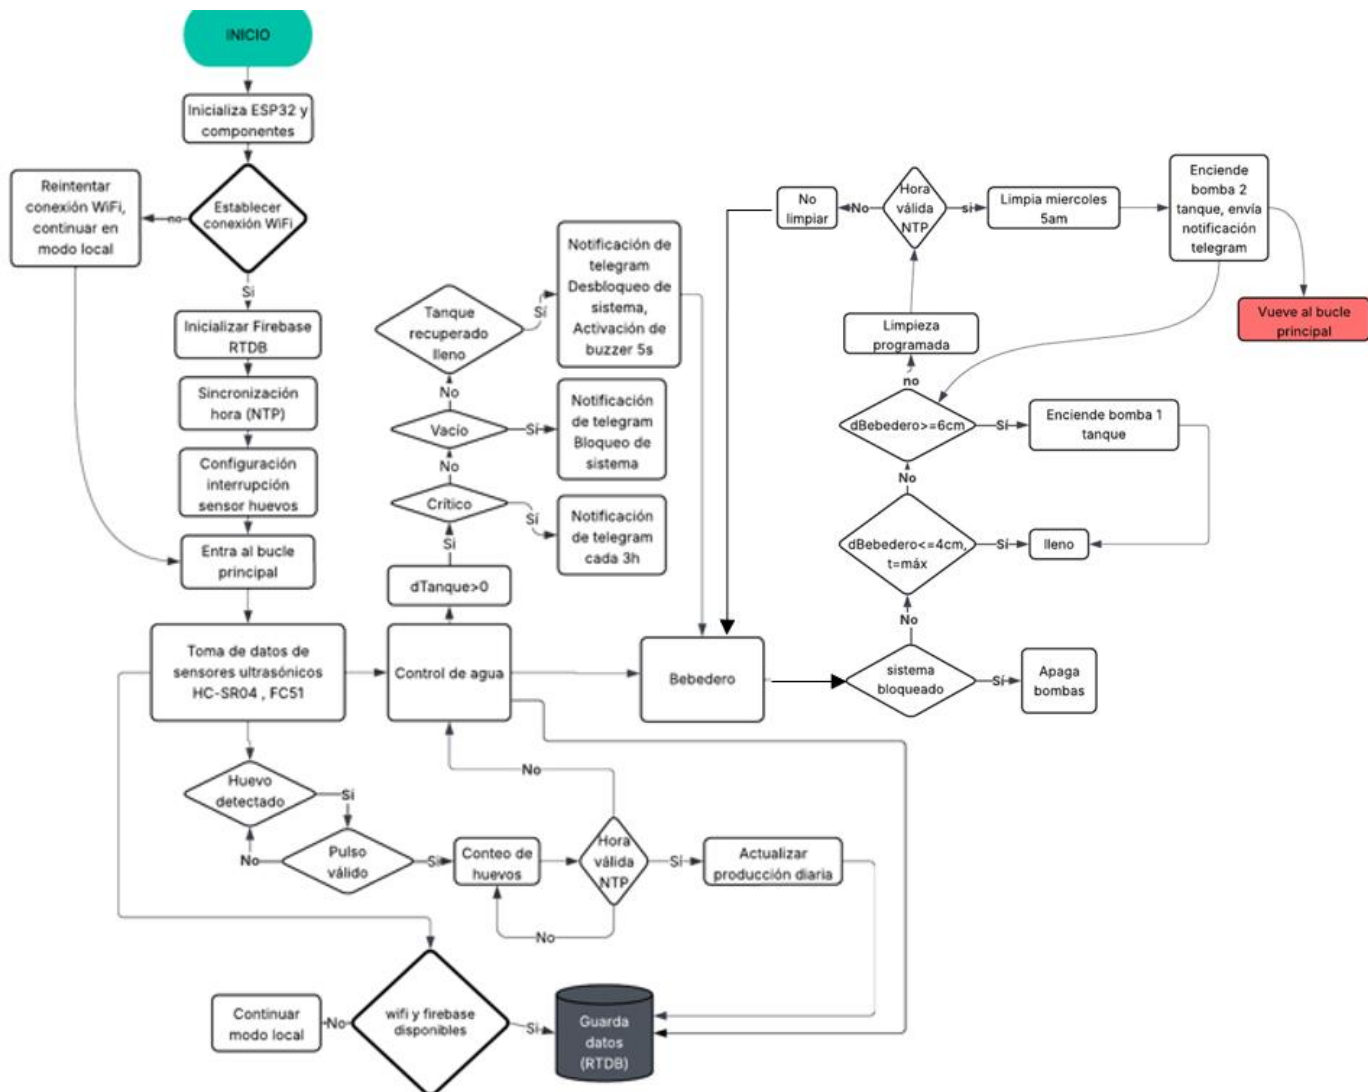 INICIO
Inicializa ESP32 y
componentes
Establecer
conexión WiFi
no
Reintentar
conexión WiFi,
continuar en
modo local
Si
Inicializar Firebase
RTDB
Sincronización
hora (NTP)
Configuración
interrupción
sensor huevos
Entra al bucle
principal
Toma de datos de
sensores ultrasónicos
HC-SR04 , FC51
Huevo
detectado
Sí
No
Pulso
válido
Si
Conteo de
huevos
Hora
válida
NTP
No
No
Sí
Actualizar
producción diaria
wifi y firebase
disponibles
No
Continuar
modo local
Si
Guarda
datos
(RTDB)
Control de agua
dTanque>0
Si
Crítico
Sí
Notificación
de telegram
cada 3h
No
Vacío
Sí
Notificación
de telegram
Bloqueo de
sistema
No
Tanque
recuperado
lleno
Sí
Notificación de
telegram
Desbloqueo de
sistema,
Activación de
buzzer 5s
Bebedero
sistema
bloqueado
Sí
Apaga
bombas
No
dBebedero<=4cm,
t=máx
Sí
lleno
No
dBebedero>=6cm
Sí
Enciende bomba 1
tanque
no
Limpieza
programada
Hora
válida
NTP
No
No
limpiar
sí
Limpia miercoles
5am
Enciende
bomba 2
tanque, envía
notificación
telegram
Vueve al bucle
principal